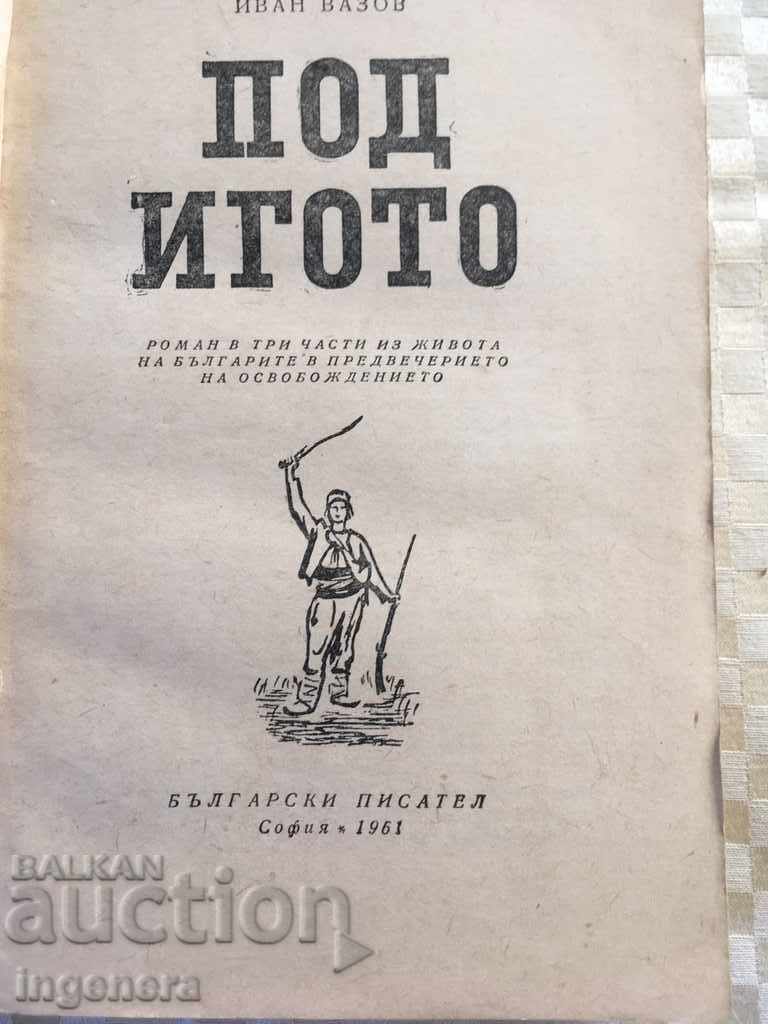 ИВАН ВАЗОВ
ПОД
ИГОТО
РОМАН В ТРИ ЧАСТИ ИЗ ЖИВОТА
НА БЪЛГАРИТЕ В ПРЕДВЕЧЕРИЕТО
НА ОСВОБОЖДЕНИЕТО
БЪЛГАРСКИ ПИСАТЕЛ
София * 1961
BALKAN
auction
ingenera